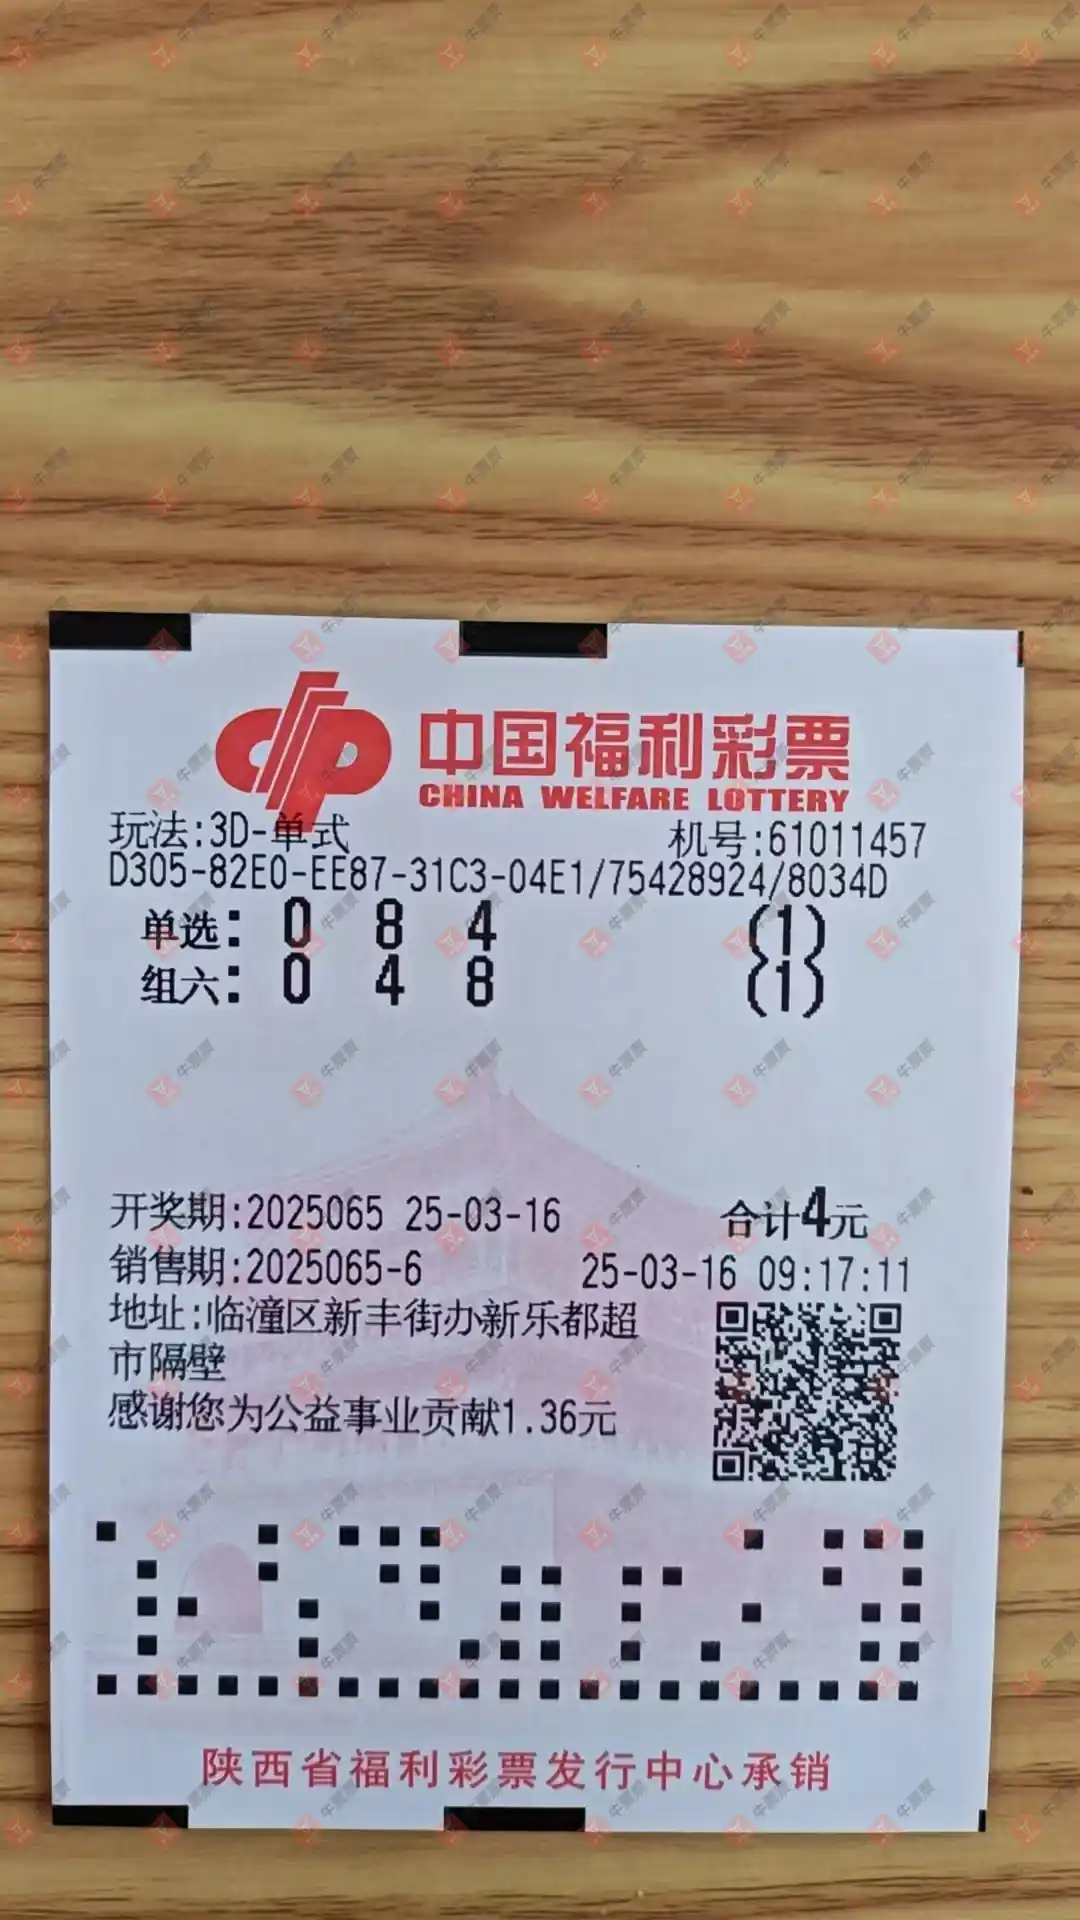 中国福利彩票
CHINA WELFARE LOTTERY
玩法:3D-单式 机号:61011457
D305-82E0-EE87-31C3-04E1/75428924/8034D
单选: 0 8 4 (1)
组六: 0 4 8 (1)
开奖期:2025065 25-03-16 合计4元
销售期:2025065-6 25-03-16 09:17:11
地址:临潼区新丰街办新乐都超
市隔壁
感谢您为公益事业贡献1.36元
陕西省福利彩票发行中心承销